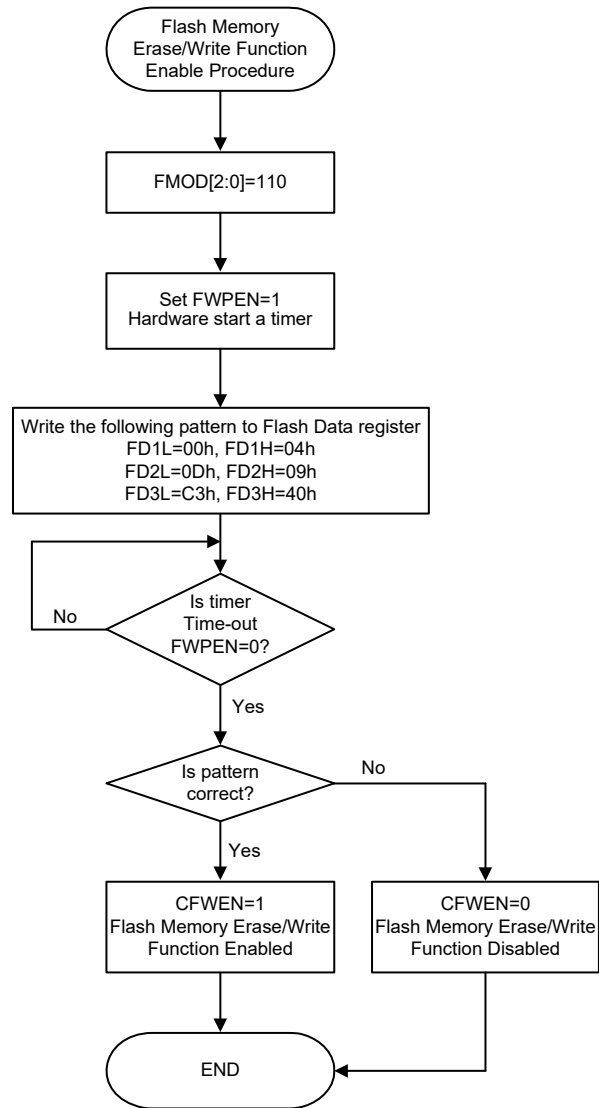 Flash Memory
Erase/Write Function
Enable Procedure
FMOD[2:0]=110
Set FWPEN=1
Hardware start a timer
Write the following pattern to Flash Data register
FD1L=00h, FD1H=04h
FD2L=0Dh, FD2H=09h
FD3L=C3h, FD3H=40h
Is timer
Time-out
FWPEN=0?
No
Yes
Is pattern
correct?
No
Yes
CFWEN=1
Flash Memory Erase/Write
Function Enabled
CFWEN=0
Flash Memory Erase/Write
Function Disabled
END